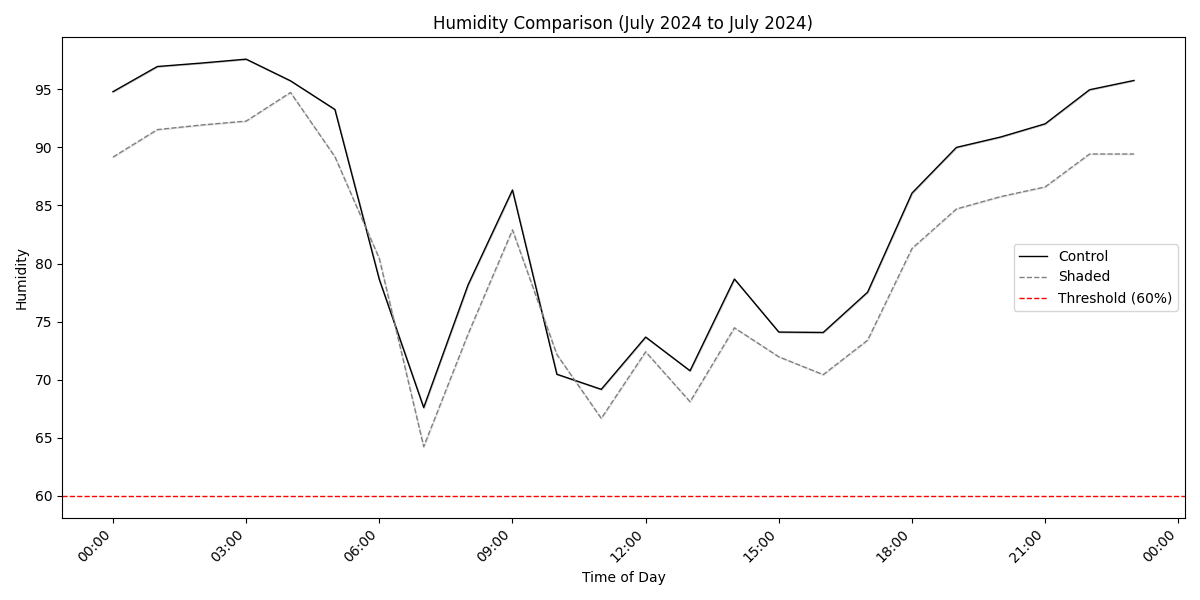 Humidity Comparison (July 2024 to July 2024)
Humidity
95
90
85
80
75
70
65
60
Control
Shaded
Threshold (60%)
00:00
03:00
06:00
09:00
12:00
15:00
18:00
21:00
00:00
Time of Day